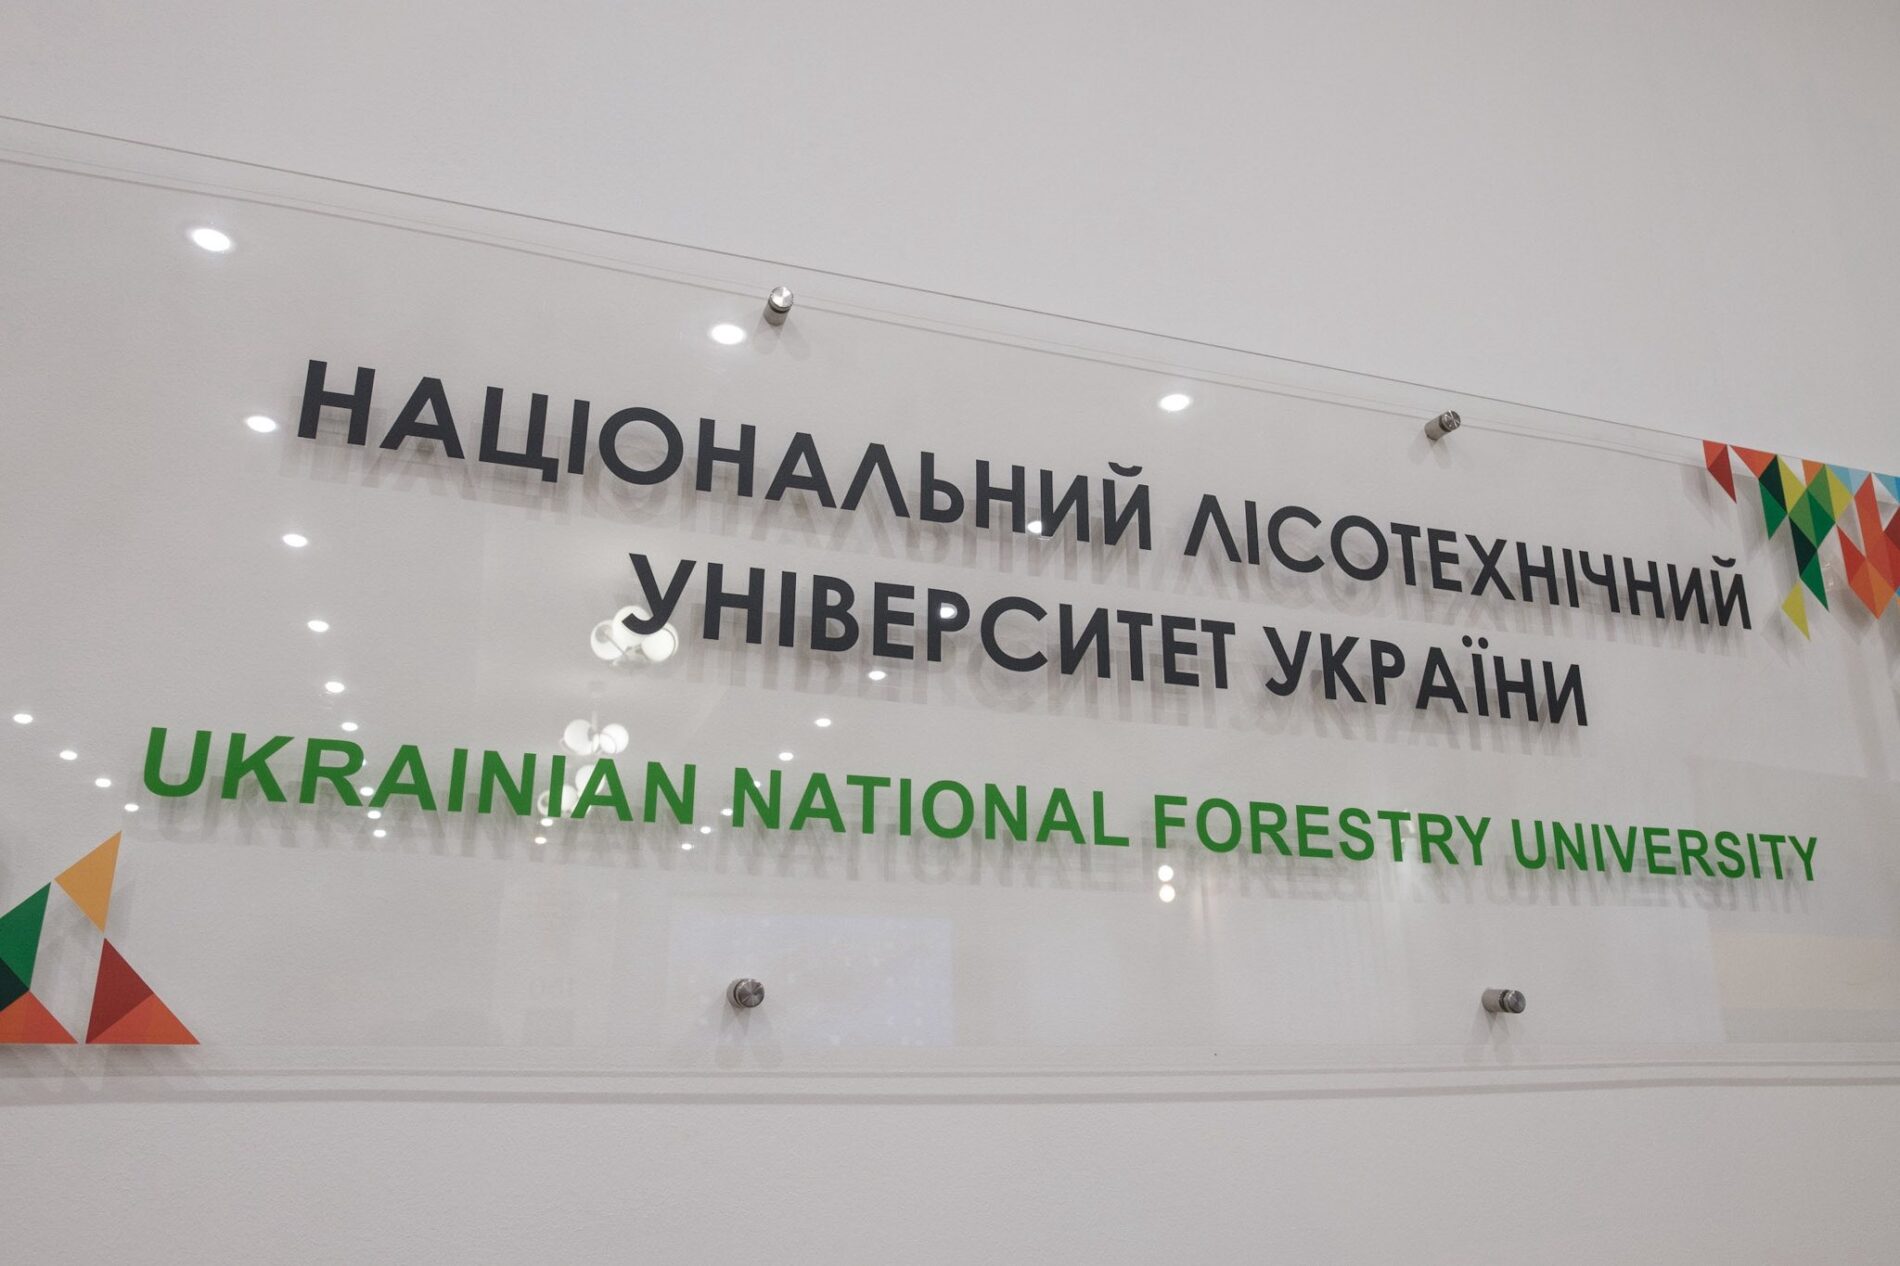 НАЦІОНАЛЬНИЙ ЛІСОТЕХНІЧНИЙ
УНІВЕРСИТЕТ УКРАЇНИ
UKRAINIAN NATIONAL FORESTRY UNIVERSITY